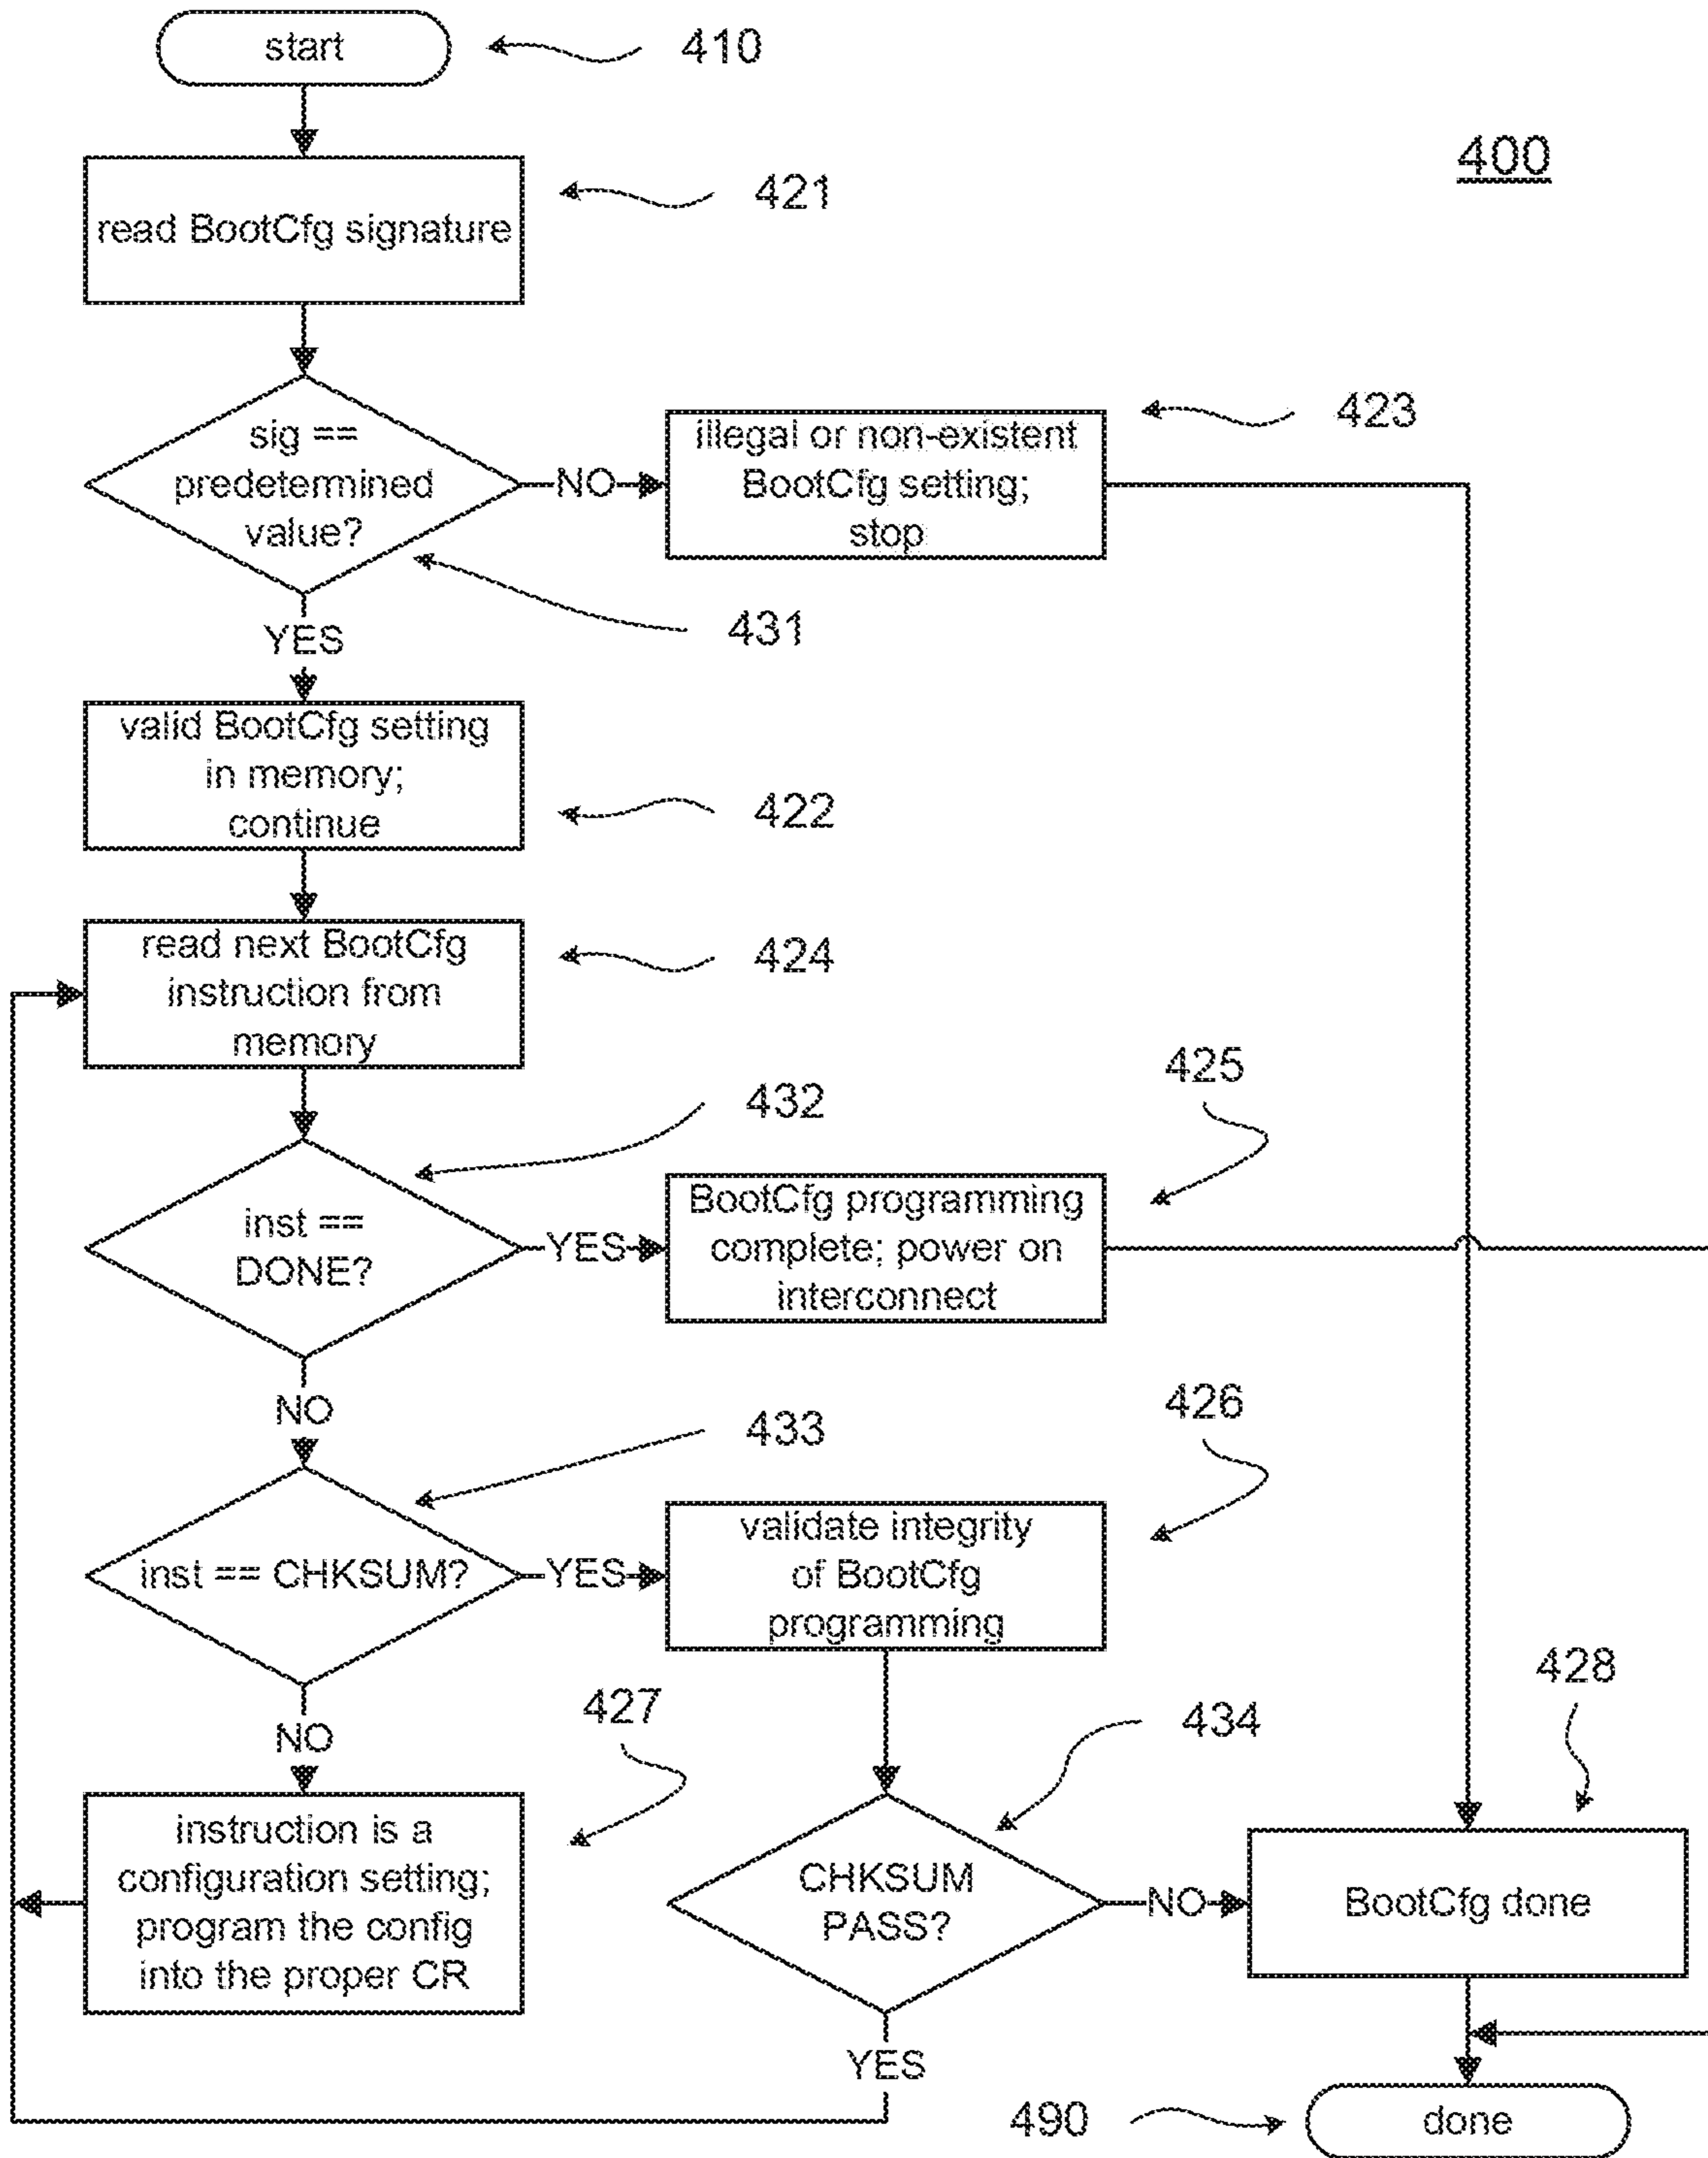 start
410
400
421
read BootCfg signature
423
sig ==
predetermined
value?
NO
illegal or non-existent
BootCfg setting;
stop
431
YES
valid BootCfg setting
in memory;
continue
422
read next BootCfg
instruction from
memory
424
425
432
inst ==
DONE?
YES
BootCfg programming
complete; power on
interconnect
NO
426
433
inst == CHKSUM?
YES
validate integrity
of BootCfg
programming
428
427
434
NO
instruction is a
configuration setting;
program the config
into the proper CR
CHKSUM
PASS?
NO
BootCfg done
YES
490
done